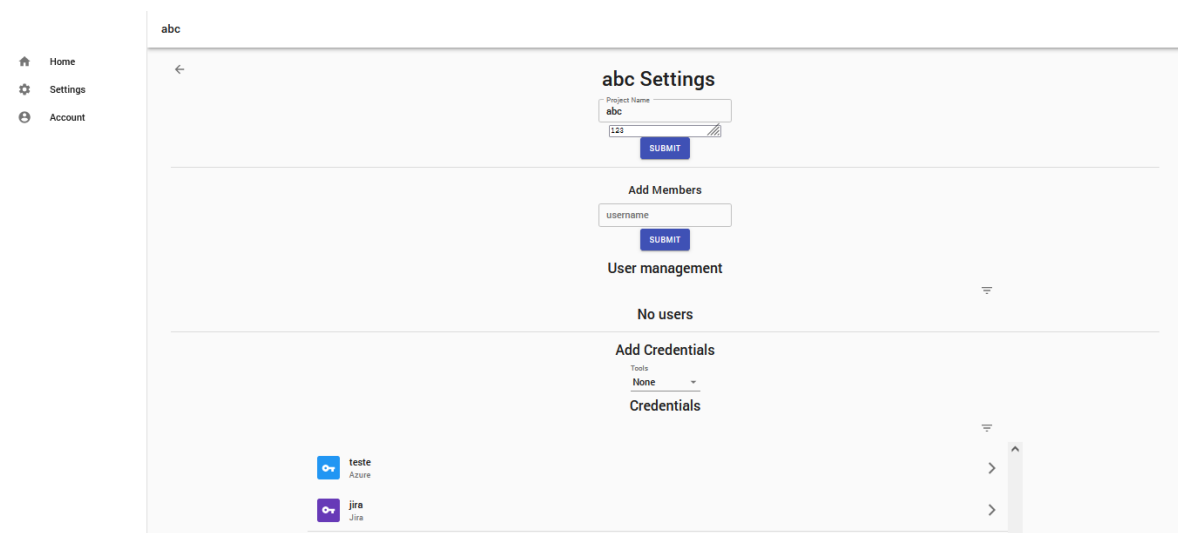 abc
Home
Settings
Account
abc Settings
Project Name
abc
123
SUBMIT
Add Members
username
SUBMIT
User management
No users
Add Credentials
Tools
None
Credentials
teste
Azure
jira
Jira